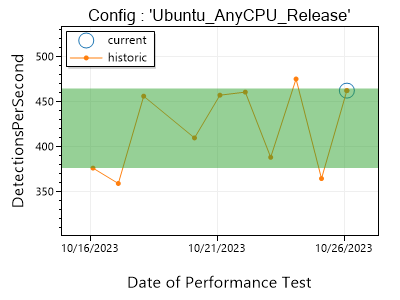 Config : 'Ubuntu_AnyCPU_Release'
current
historic
DetectionsPerSecond
500
450
400
350
10/16/2023
10/21/2023
10/26/2023
Date of Performance Test